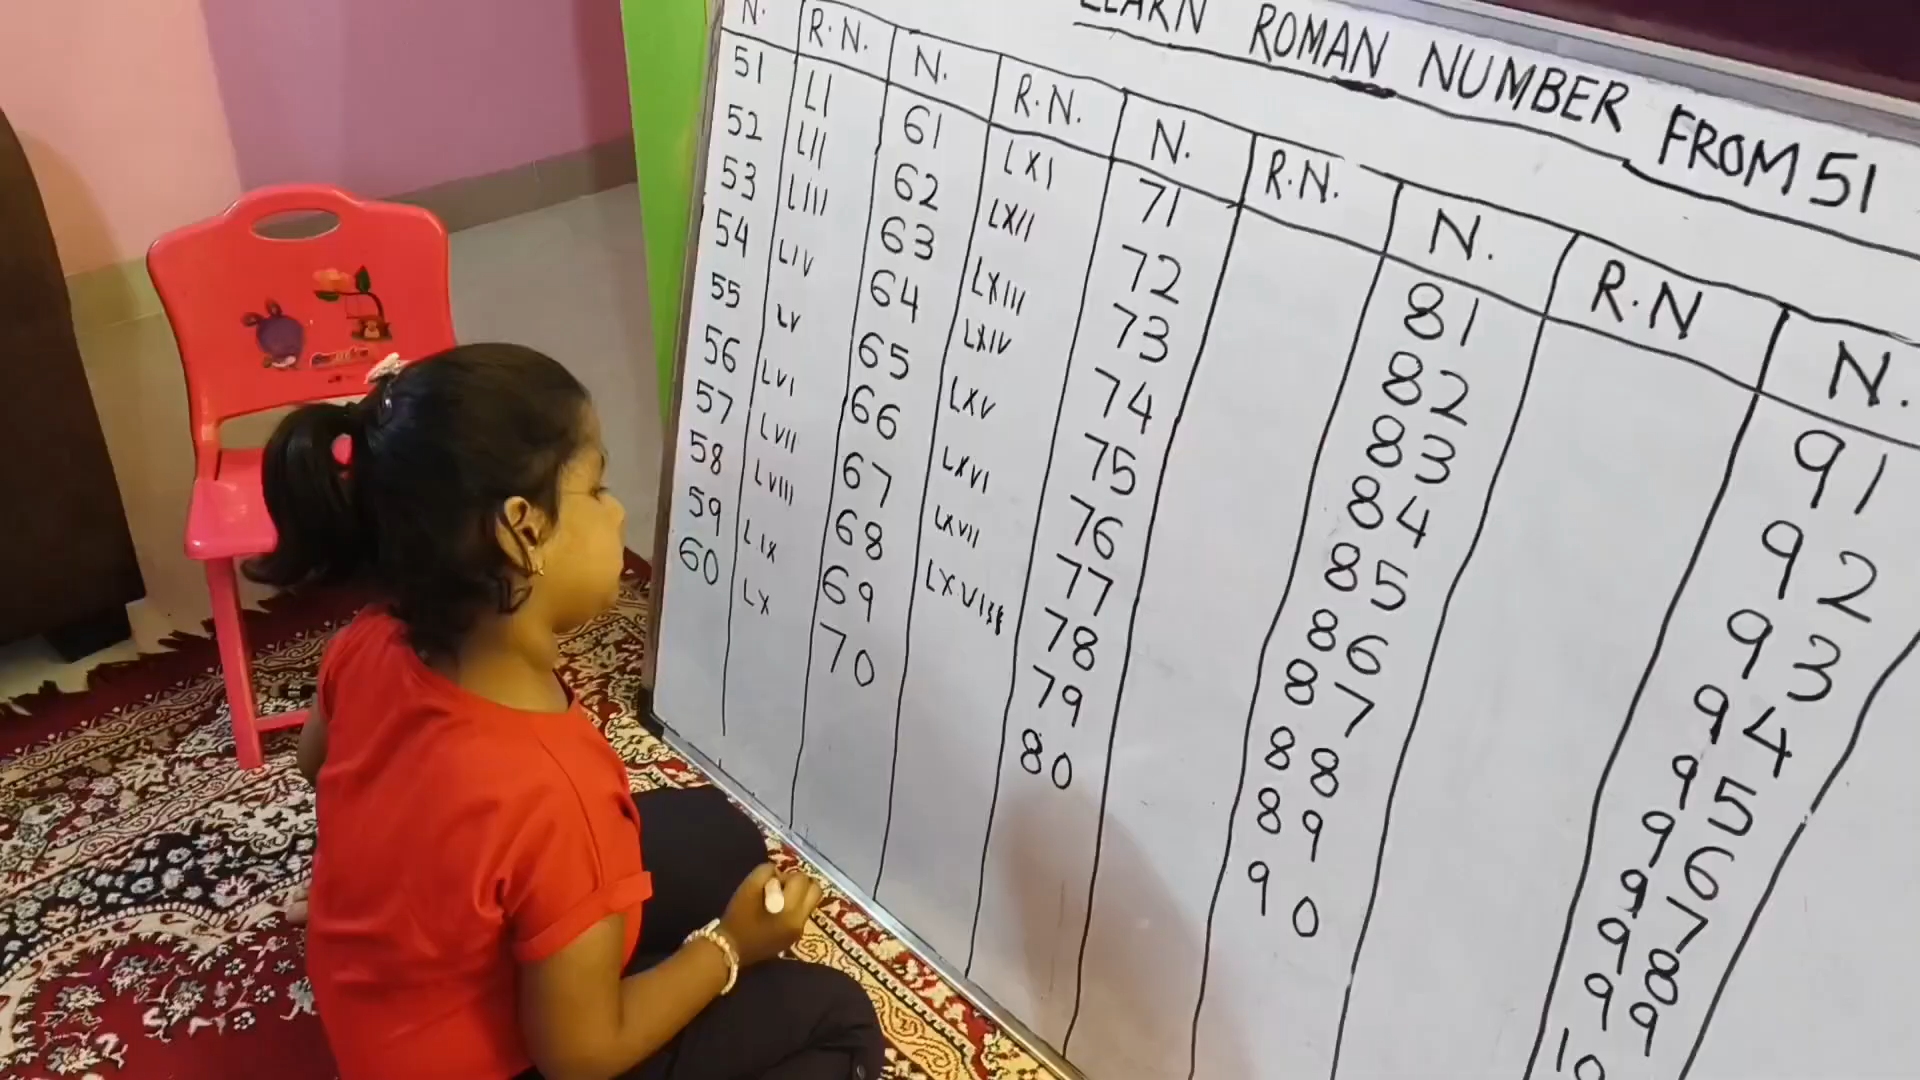 LEARN ROMAN NUMBER FROM 51
N. R.N. N. R.N. N. R.N. N. R.N N.
51 LI 61 LXI 71 81 91
52 LII 62 LXII 72 82 92
53 LIII 63 LXIII 73 83 93
54 LIV 64 LXIV 74 84 94
55 LV 65 LXV 75 85 95
56 LVI 66 LXVI 76 86 96
57 LVII 67 LXVII 77 87 97
58 LVIII 68 LXVIII 78 88 98
59 LIX 69 79 89 99
60 LX 70 80 90